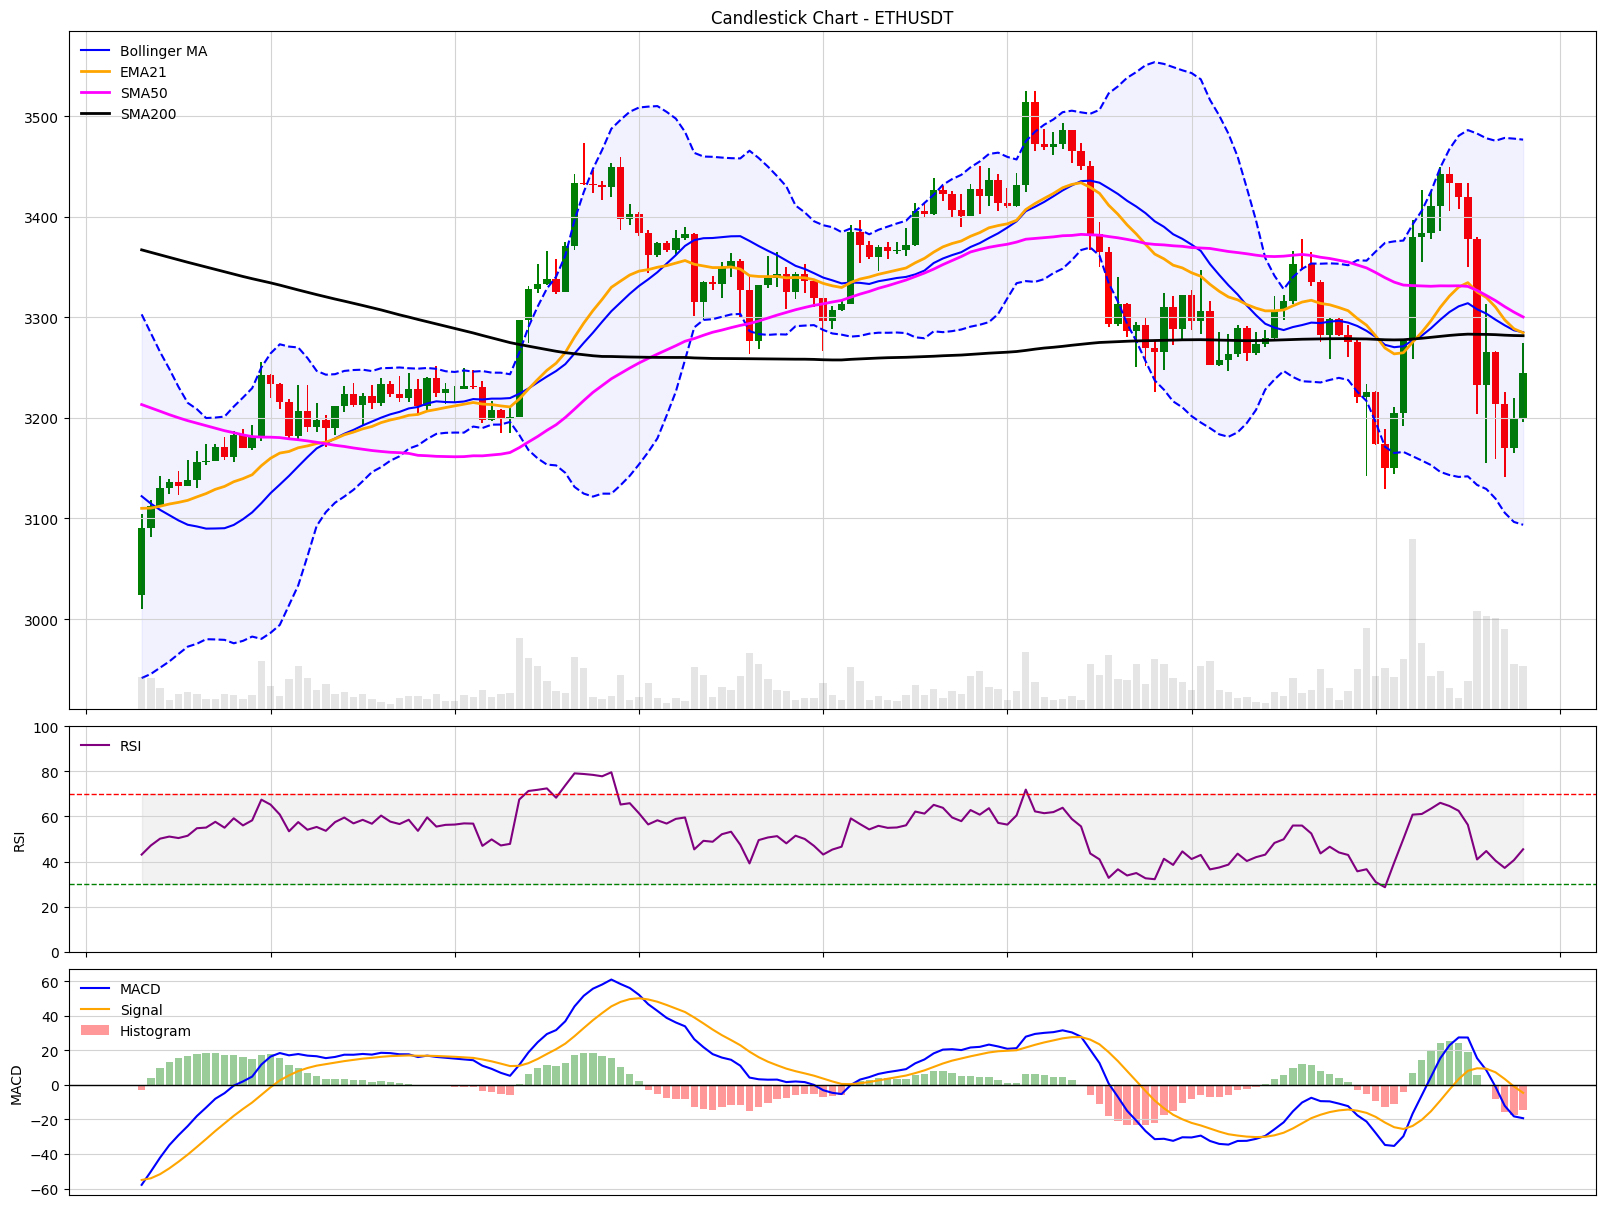 Candlestick Chart - ETHUSDT
Bollinger MA
EMA21
SMA50
SMA200
3500
3400
3300
3200
3100
3000
100
RSI
80
60
RSI
40
20
0
60
MACD
Signal
40
Histogram
20
MACD
0
−20
−40
−60